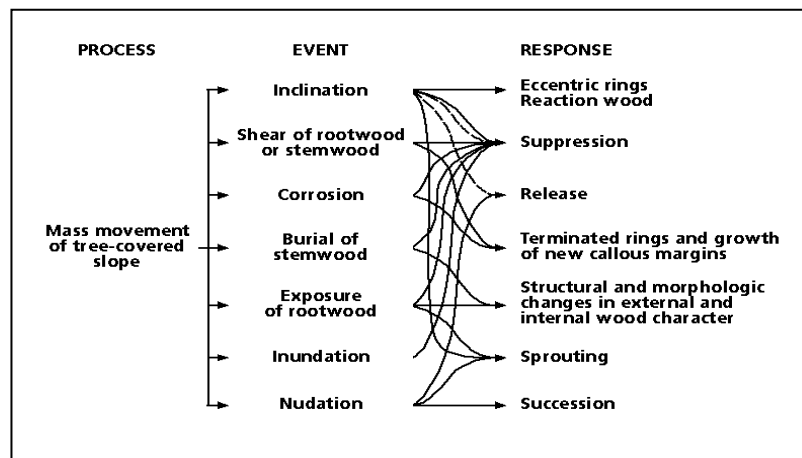 PROCESS
EVENT
RESPONSE
Mass movement
of tree-covered
slope
Inclination
Shear of rootwood
or stemwood
Corrosion
Burial of
stemwood
Exposure
of rootwood
Inundation
Nudation
Eccentric rings
Reaction wood
Suppression
Release
Terminated rings and growth
of new callous margins
Structural and morphologic
changes in external and
internal wood character
Sprouting
Succession